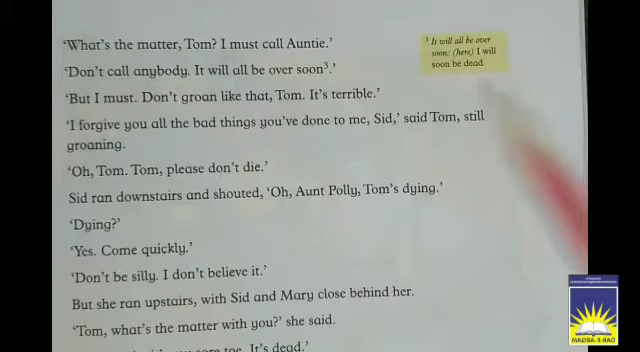 ‘What's the matter, Tom? I must call Auntie.’
‘Don't call anybody. It will all be over soon³.’
‘But I must. Don't groan like that, Tom. It's terrible.’
‘I forgive you all the bad things you've done to me, Sid,’ said Tom, still
groaning.
‘Oh, Tom. Tom, please don't die.’
Sid ran downstairs and shouted, ‘Oh, Aunt Polly, Tom's dying.’
‘Dying?’
‘Yes. Come quickly.’
‘Don't be silly. I don't believe it.’
But she ran upstairs, with Sid and Mary close behind her.
‘Tom, what's the matter with you?’ she said.
sore toe. It's dead.’
³ It will all be over
soon: (here) I will
soon be dead.